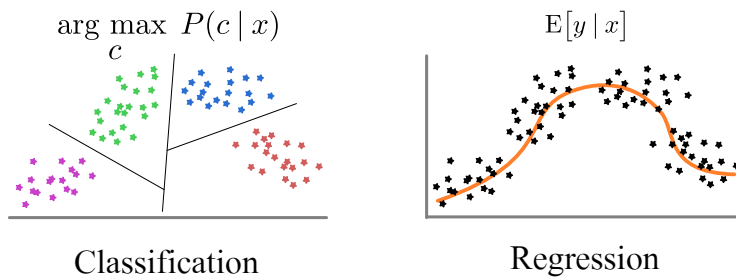 arg max P(c | x)
c
E[y | x]
Classification
Regression